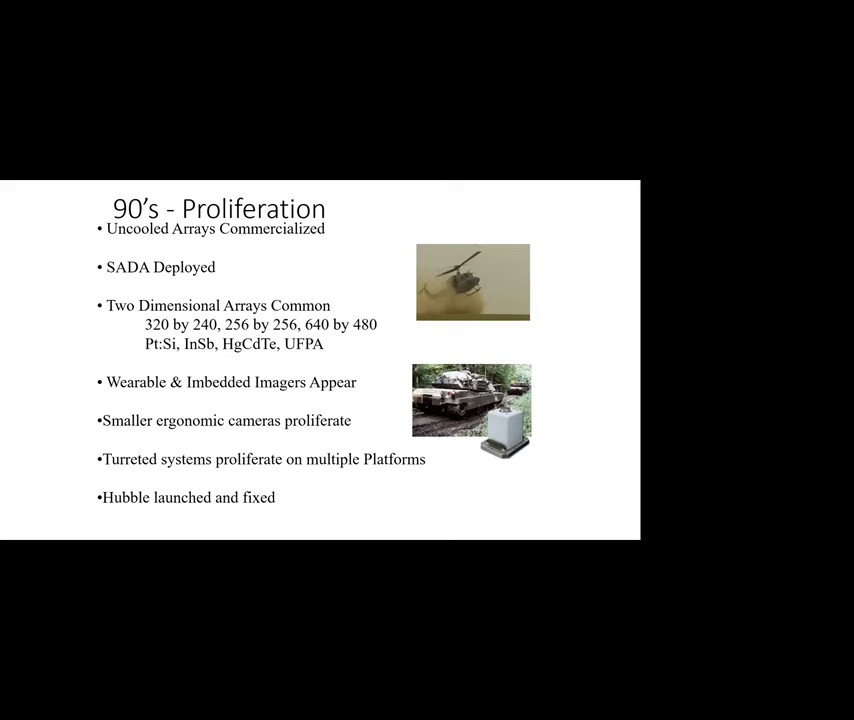 90's - Proliferation
• Uncooled Arrays Commercialized
• SADA Deployed
• Two Dimensional Arrays Common
320 by 240, 256 by 256, 640 by 480
Pt:Si, InSb, HgCdTe, UFPA
• Wearable & Imbedded Imagers Appear
•Smaller ergonomic cameras proliferate
•Turreted systems proliferate on multiple Platforms
•Hubble launched and fixed